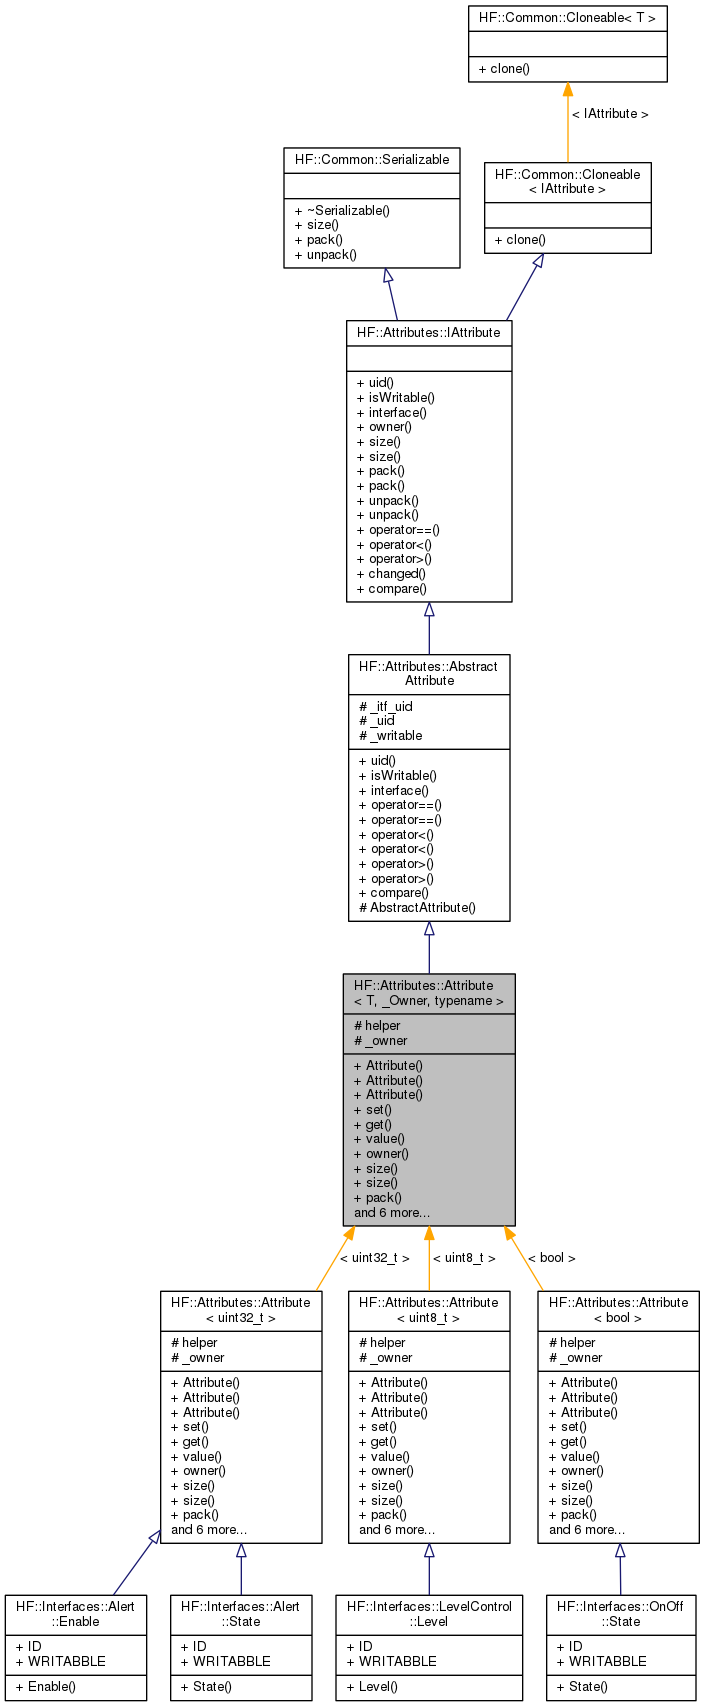 HF::Common::Cloneable< T >
+ clone()
< IAttribute >
HF::Common::Serializable
+ ~Serializable()
+ size()
+ pack()
+ unpack()
HF::Common::Cloneable
< IAttribute >
+ clone()
HF::Attributes::IAttribute
+ uid()
+ isWritable()
+ interface()
+ owner()
+ size()
+ size()
+ pack()
+ pack()
+ unpack()
+ unpack()
+ operator==()
+ operator<()
+ operator>()
+ changed()
+ compare()
HF::Attributes::Abstract
Attribute
# _itf_uid
# _uid
# _writable
+ uid()
+ isWritable()
+ interface()
+ operator==()
+ operator==()
+ operator<()
+ operator<()
+ operator>()
+ operator>()
+ compare()
# AbstractAttribute()
HF::Attributes::Attribute
< T, _Owner, typename >
# helper
# _owner
+ Attribute()
+ Attribute()
+ Attribute()
+ set()
+ get()
+ value()
+ owner()
+ size()
+ size()
+ pack()
and 6 more...
< uint32_t >
< uint8_t >
< bool >
HF::Attributes::Attribute
< uint32_t >
# helper
# _owner
+ Attribute()
+ Attribute()
+ Attribute()
+ set()
+ get()
+ value()
+ owner()
+ size()
+ size()
+ pack()
and 6 more...
HF::Attributes::Attribute
< uint8_t >
# helper
# _owner
+ Attribute()
+ Attribute()
+ Attribute()
+ set()
+ get()
+ value()
+ owner()
+ size()
+ size()
+ pack()
and 6 more...
HF::Attributes::Attribute
< bool >
# helper
# _owner
+ Attribute()
+ Attribute()
+ Attribute()
+ set()
+ get()
+ value()
+ owner()
+ size()
+ size()
+ pack()
and 6 more...
HF::Interfaces::Alert
::Enable
+ ID
+ WRITABBLE
+ Enable()
HF::Interfaces::Alert
::State
+ ID
+ WRITABBLE
+ State()
HF::Interfaces::LevelControl
::Level
+ ID
+ WRITABBLE
+ Level()
HF::Interfaces::OnOff
::State
+ ID
+ WRITABBLE
+ State()